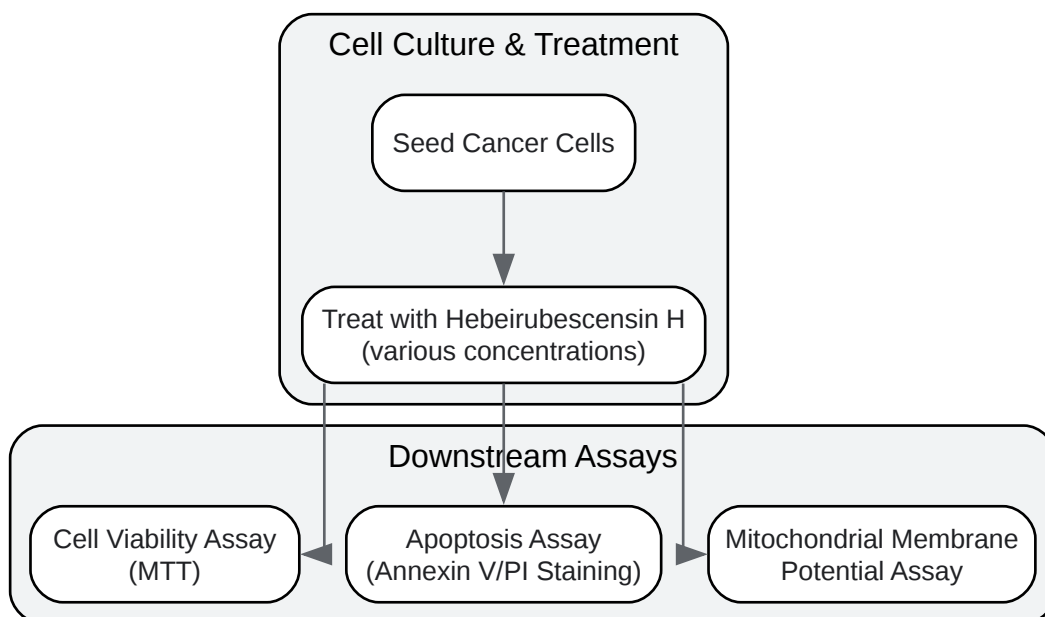 Cell Culture & Treatment
Seed Cancer Cells
Treat with Hebeirubescensin H
(various concentrations)
Downstream Assays
Cell Viability Assay
(MTT)
Apoptosis Assay
(Annexin V/PI Staining)
Mitochondrial Membrane
Potential Assay